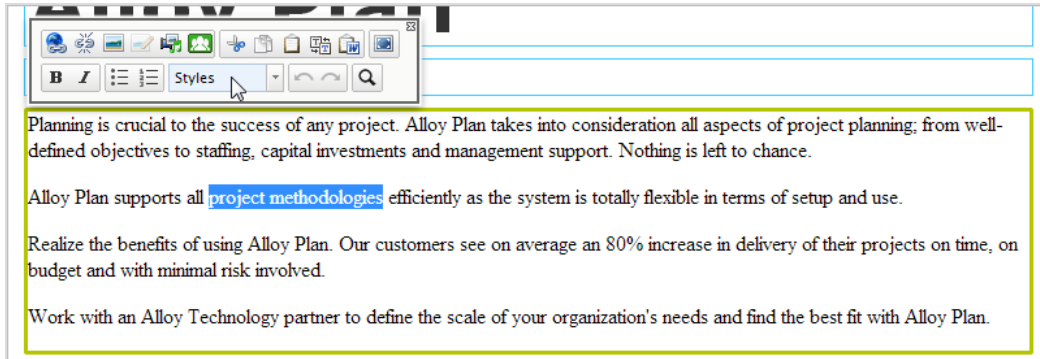 Alloy Plan
B I Styles
Planning is crucial to the success of any project. Alloy Plan takes into consideration all aspects of project planning; from well-
defined objectives to staffing, capital investments and management support. Nothing is left to chance.
Alloy Plan supports all project methodologies efficiently as the system is totally flexible in terms of setup and use.
Realize the benefits of using Alloy Plan. Our customers see on average an 80% increase in delivery of their projects on time, on
budget and with minimal risk involved.
Work with an Alloy Technology partner to define the scale of your organization's needs and find the best fit with Alloy Plan.